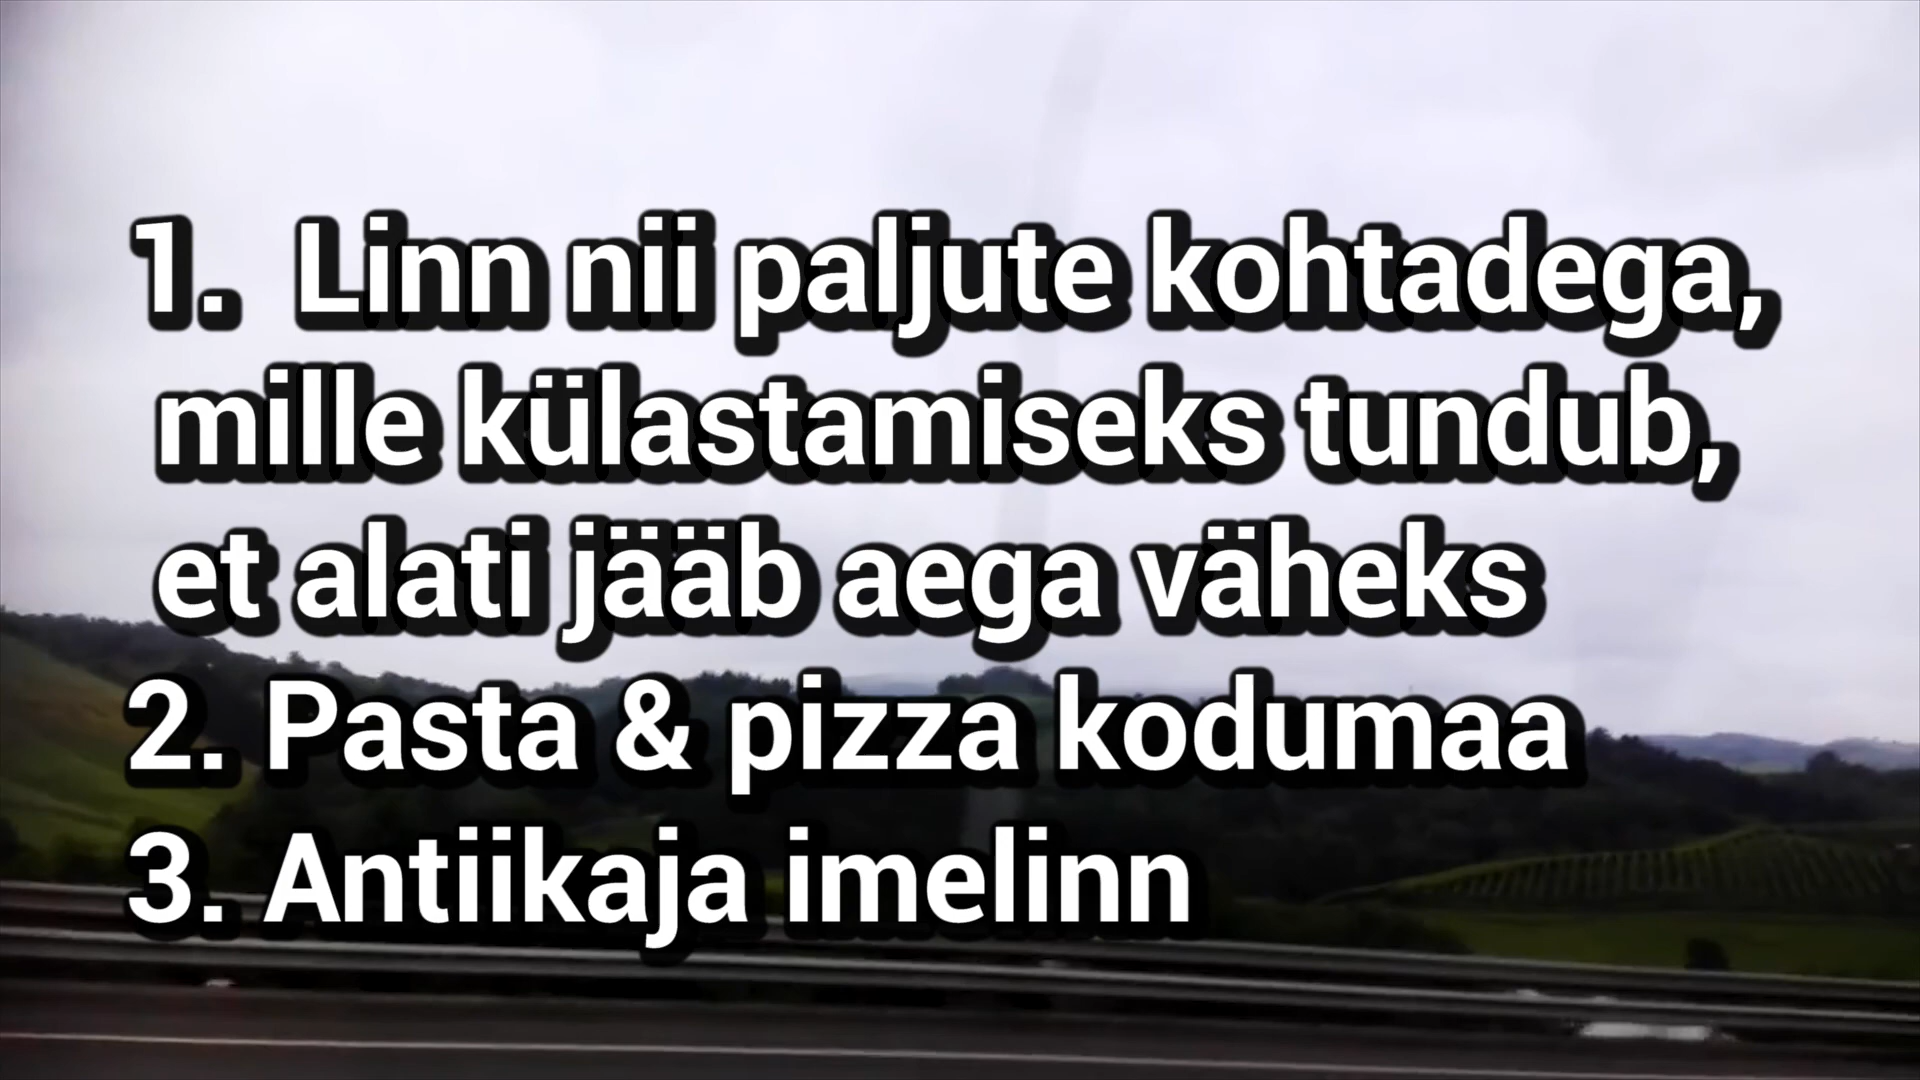 1. Linn nii paljute kohtadega,
mille külastamiseks tundub,
et alati jääb aega väheks
2. Pasta & pizza kodumaa
3. Antiikaja imelinn